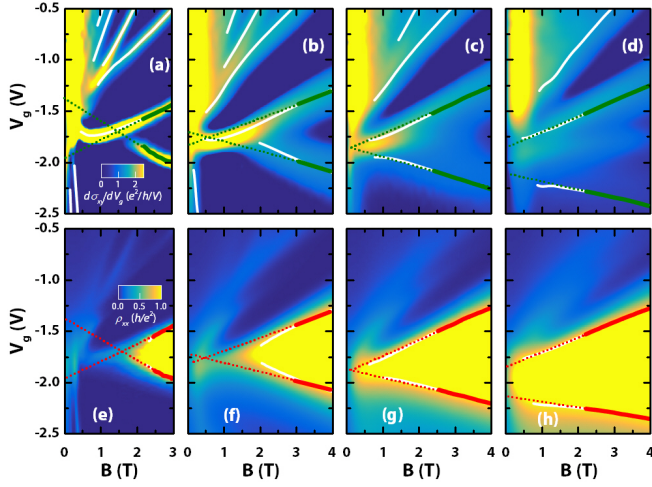 -0.5
-1.0
-1.5
-2.0
-2.5
V_g (V)
(a)
(b)
(c)
(d)
0 1 2
dσ_xy/dV_g (e²/h/V)
-1.0
-1.5
-2.0
-2.5
V_g (V)
0.0 0.5 1.0
ρ_xx (h/e²)
(e)
(f)
(g)
(h)
0 1 2 3
0 1 2 3 4
0 1 2 3 4
0 1 2 3 4
B (T)
B (T)
B (T)
B (T)